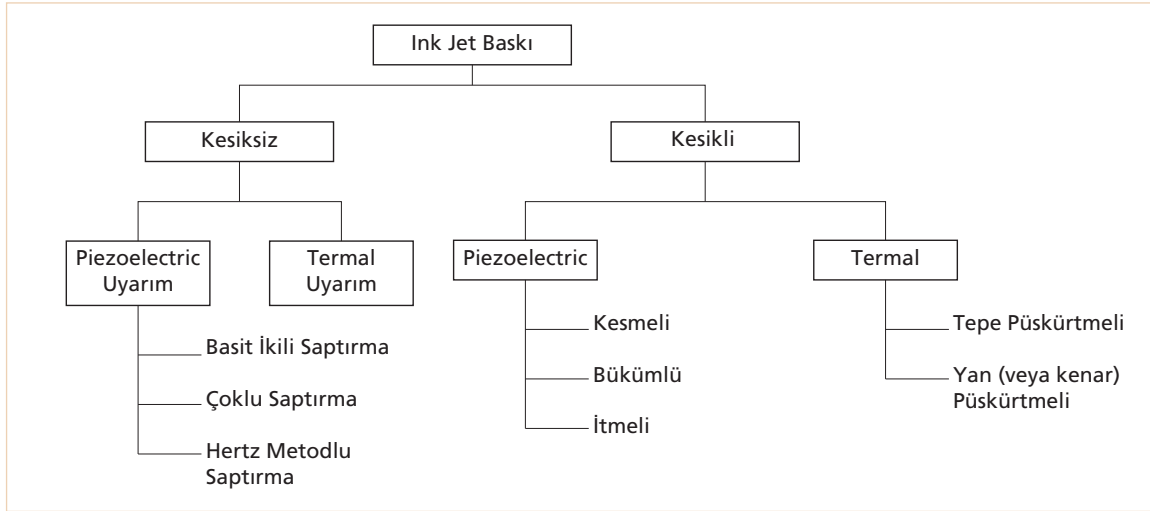 Ink Jet Baskı
Kesiksiz
Kesikli
Piezoelectric
Uyarım
Termal
Uyarım
Piezoelectric
Termal
Basit İkili Saptırma
Çoklu Saptırma
Hertz Metodlu
Saptırma
Kesmeli
Bükümlü
İtmeli
Tepe Püskürtmeli
Yan (veya kenar)
Püskürtmeli